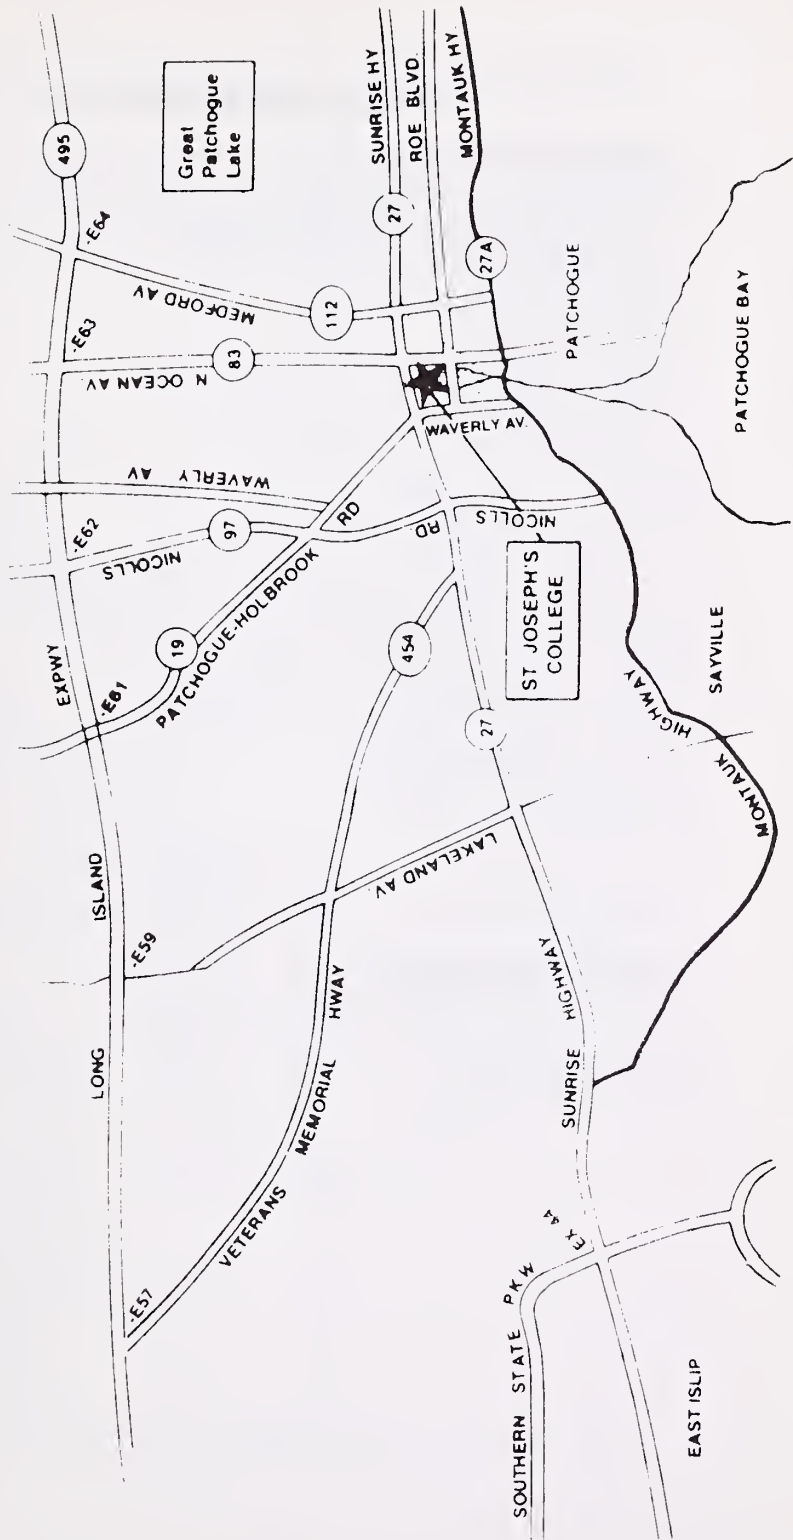 Great
Patchogue
Lake
495
-E64
-E63
-E62
-E61
-E59
-E57
LONG ISLAND EXPWY
MEDFORD AV
112
N OCEAN AV.
83
WAVERLY AV
NICOLLS RD
97
NICOLLS
19
PATCHOGUE-HOLBROOK RD
SUNRISE HY
27
ROE BLVD.
MONTAUK HY.
27A
WAVERLY AV.
PATCHOGUE
PATCHOGUE BAY
ST JOSEPH'S
COLLEGE
454
VETERANS MEMORIAL HWAY
LAKELAND AV.
27
SUNRISE HIGHWAY
MONTAUK HIGHWAY
SAYVILLE
SOUTHERN STATE PKW
EX 44
EAST ISLIP